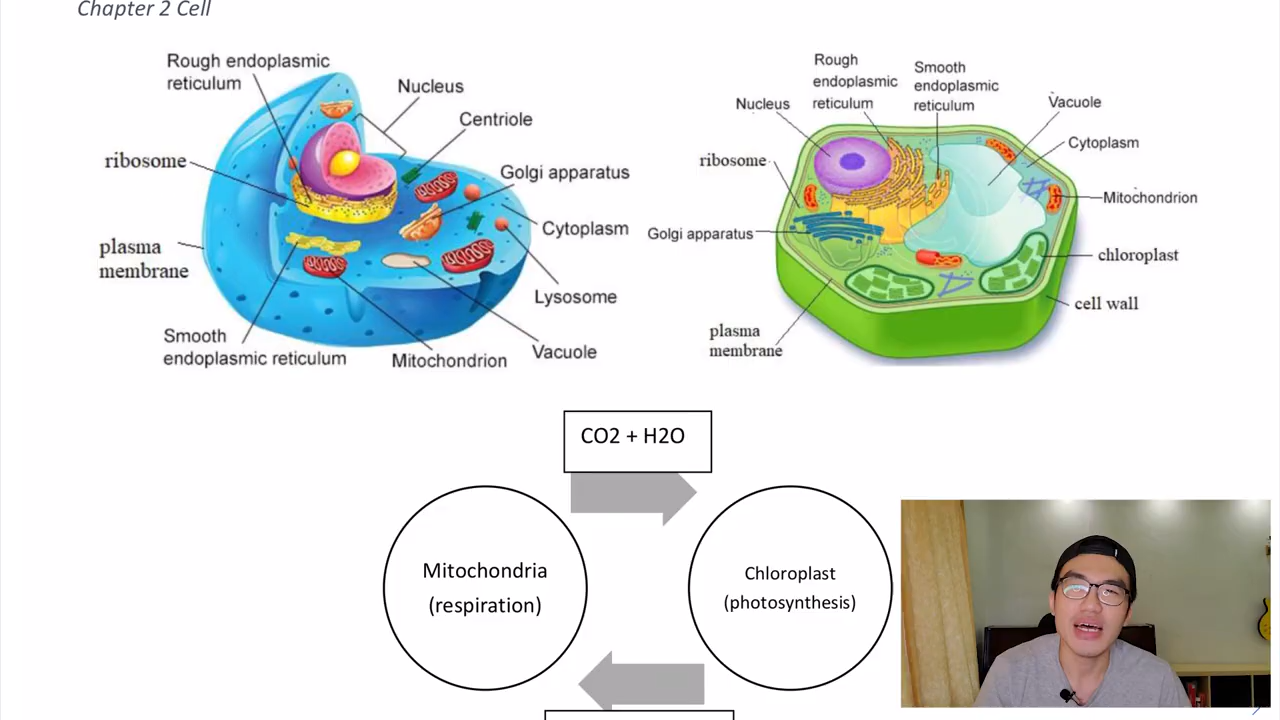 Chapter 2 Cell
Rough endoplasmic
reticulum
Nucleus
Centriole
ribosome
Golgi apparatus
plasma
membrane
Cytoplasm
Lysosome
Smooth
endoplasmic reticulum
Mitochondrion
Vacuole
Rough
endoplasmic
reticulum
Smooth
endoplasmic
reticulum
Nucleus
Vacuole
Cytoplasm
ribosome
Mitochondrion
Golgi apparatus
chloroplast
cell wall
plasma
membrane
CO2 + H2O
Mitochondria
(respiration)
Chloroplast
(photosynthesis)